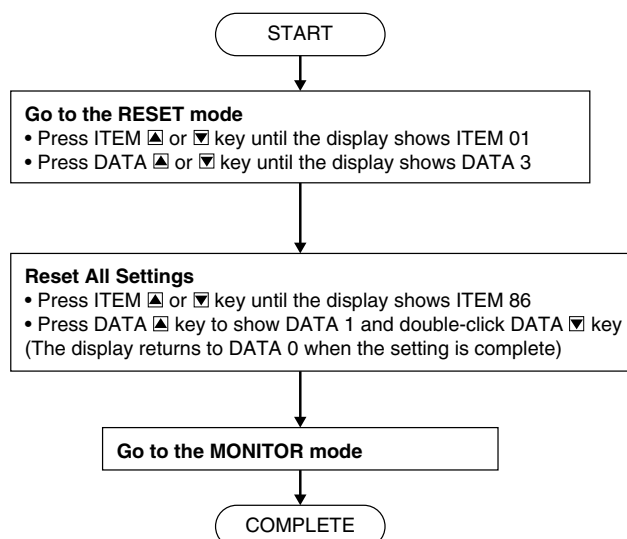 START
Go to the RESET mode
• Press ITEM ▲ or ▼ key until the display shows ITEM 01
• Press DATA ▲ or ▼ key until the display shows DATA 3
Reset All Settings
• Press ITEM ▲ or ▼ key until the display shows ITEM 86
• Press DATA ▲ key to show DATA 1 and double-click DATA ▼ key
(The display returns to DATA 0 when the setting is complete)
Go to the MONITOR mode
COMPLETE